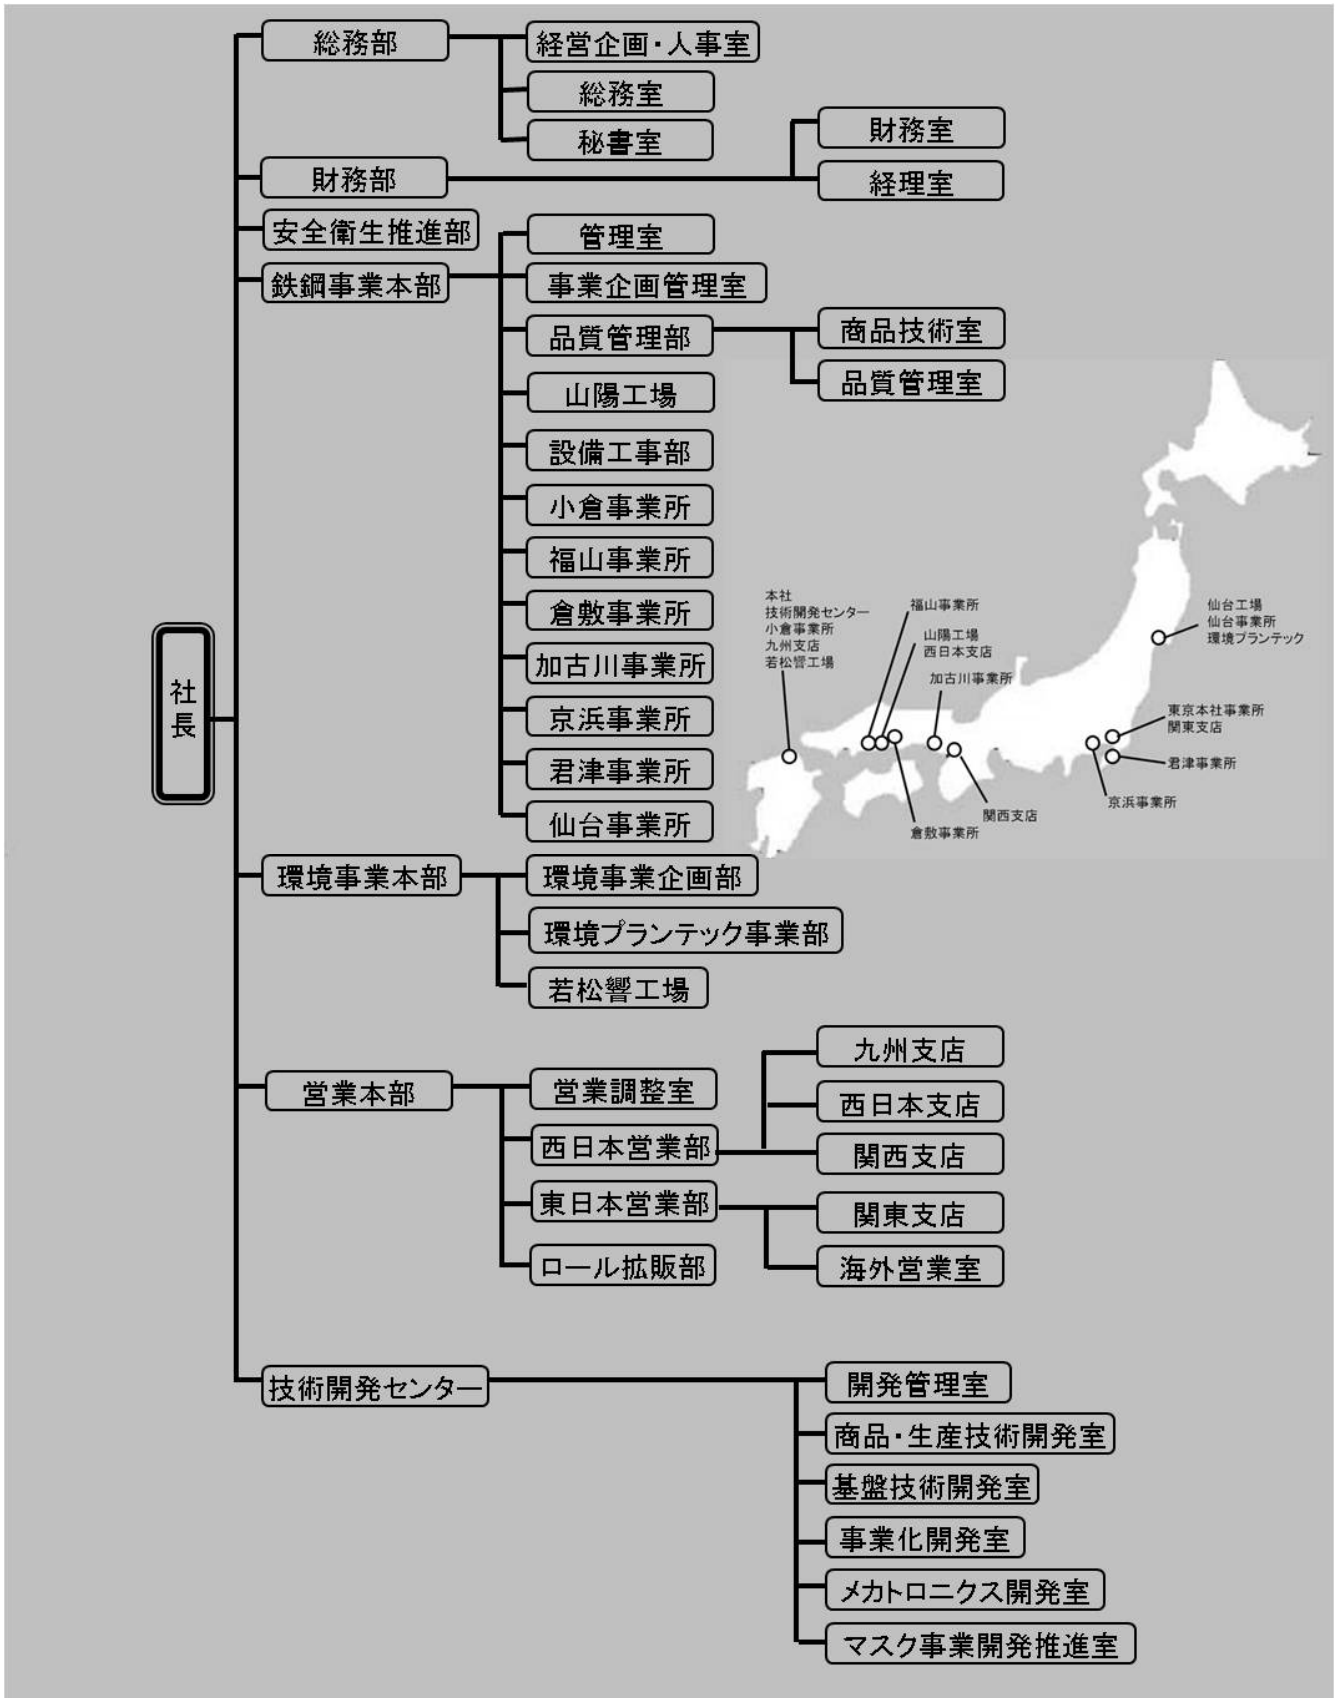 社長
総務部
経営企画・人事室
総務室
秘書室
財務部
財務室
経理室
安全衛生推進部
鉄鋼事業本部
管理室
事業企画管理室
品質管理部
商品技術室
品質管理室
山陽工場
設備工事部
小倉事業所
福山事業所
倉敷事業所
加古川事業所
京浜事業所
君津事業所
仙台事業所
環境事業本部
環境事業企画部
環境プランテック事業部
若松響工場
営業本部
営業調整室
西日本営業部
九州支店
西日本支店
関西支店
東日本営業部
関東支店
海外営業室
ロール拡販部
技術開発センター
開発管理室
商品・生産技術開発室
基盤技術開発室
事業化開発室
メカトロニクス開発室
マスク事業開発推進室
本社
技術開発センター
小倉事業所
九州支店
若松響工場
福山事業所
山陽工場
西日本支店
加古川事業所
倉敷事業所
関西支店
仙台工場
仙台事業所
環境プランテック
東京本社事業所
関東支店
君津事業所
京浜事業所